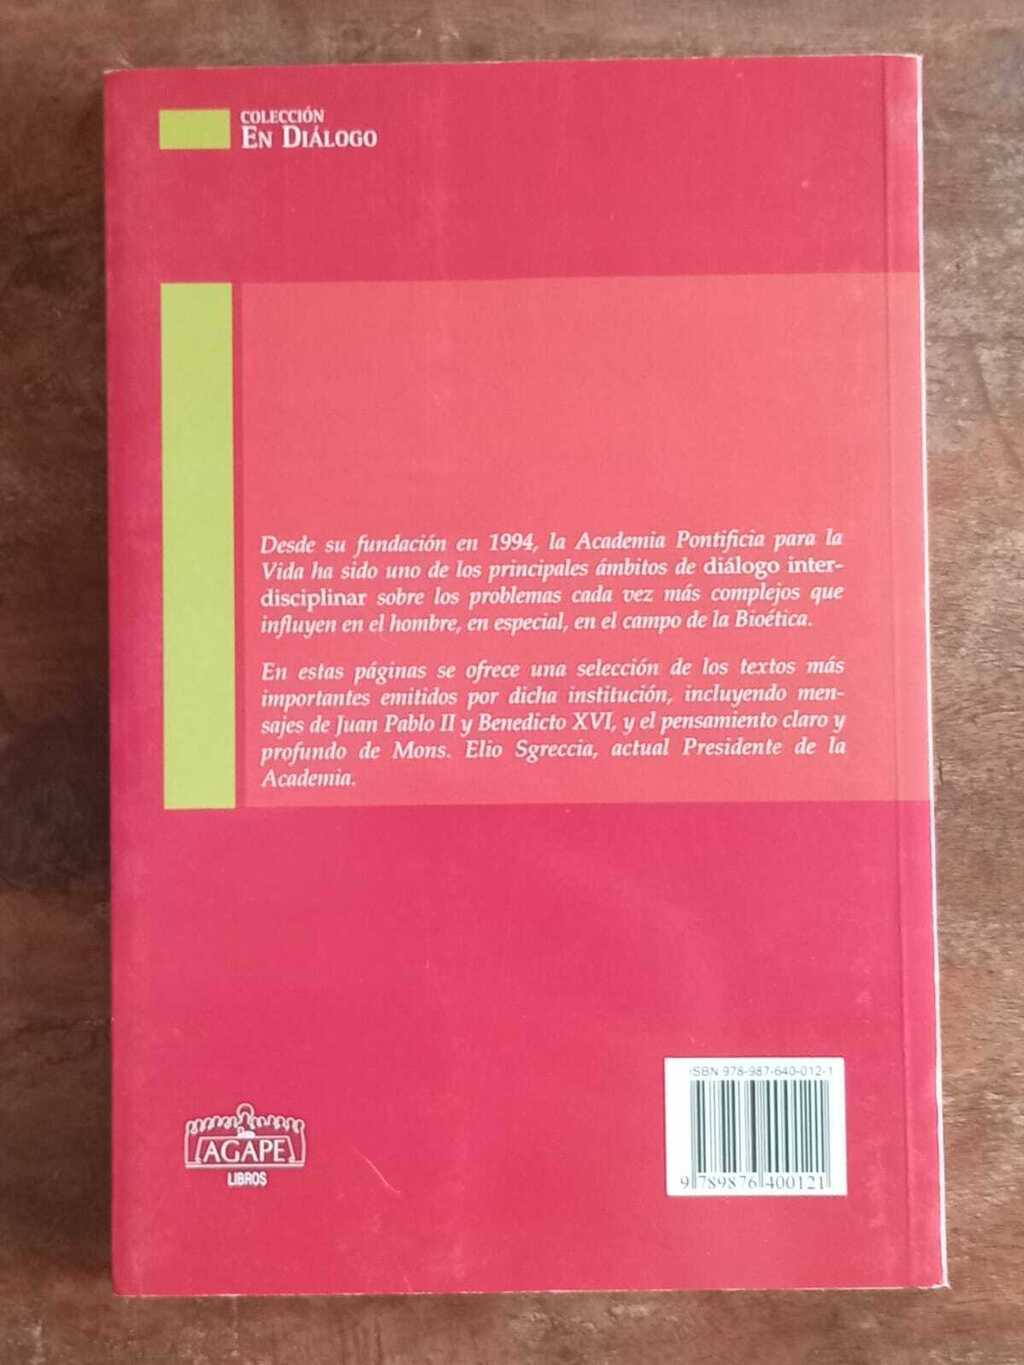 COLECCIÓN
EN DIÁLOGO
Desde su fundación en 1994, la Academia Pontificia para la
Vida ha sido uno de los principales ámbitos de diálogo inter-
disciplinar sobre los problemas cada vez más complejos que
influyen en el hombre, en especial, en el campo de la Bioética.
En estas páginas se ofrece una selección de los textos más
importantes emitidos por dicha institución, incluyendo men-
sajes de Juan Pablo II y Benedicto XVI, y el pensamiento claro y
profundo de Mons. Elio Sgreccia, actual Presidente de la
Academia.
AGAPE
LIBROS
ISBN 978-987-640-012-1
9 789876 400121